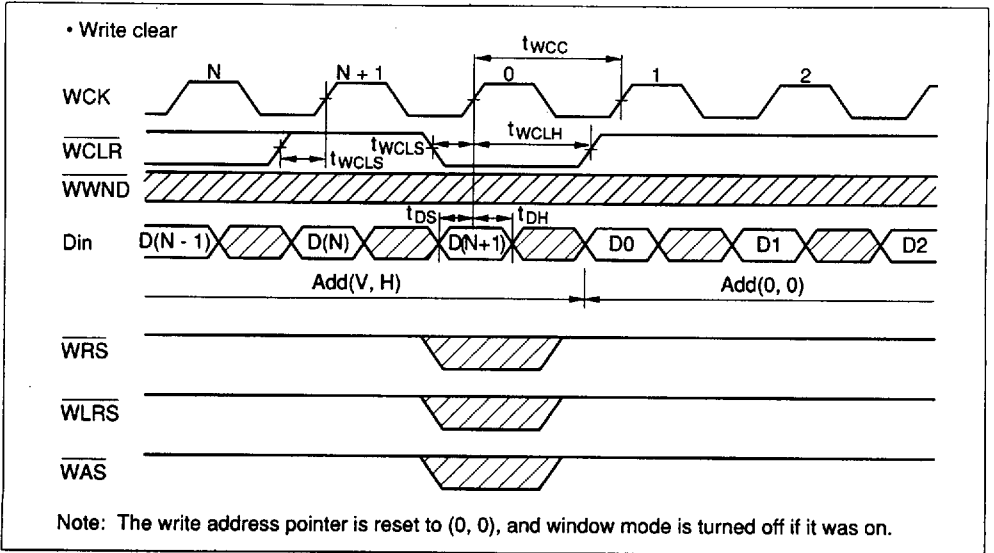 • Write clear
tWCC
N N + 1 0 1 2
WCK
WCLR tWCLS tWCLS tWCLH
WWND
tDS tDH
Din D(N - 1) D(N) D(N+1) D0 D1 D2
Add(V, H) Add(0, 0)
WRS
WLRS
WAS
Note: The write address pointer is reset to (0, 0), and window mode is turned off if it was on.